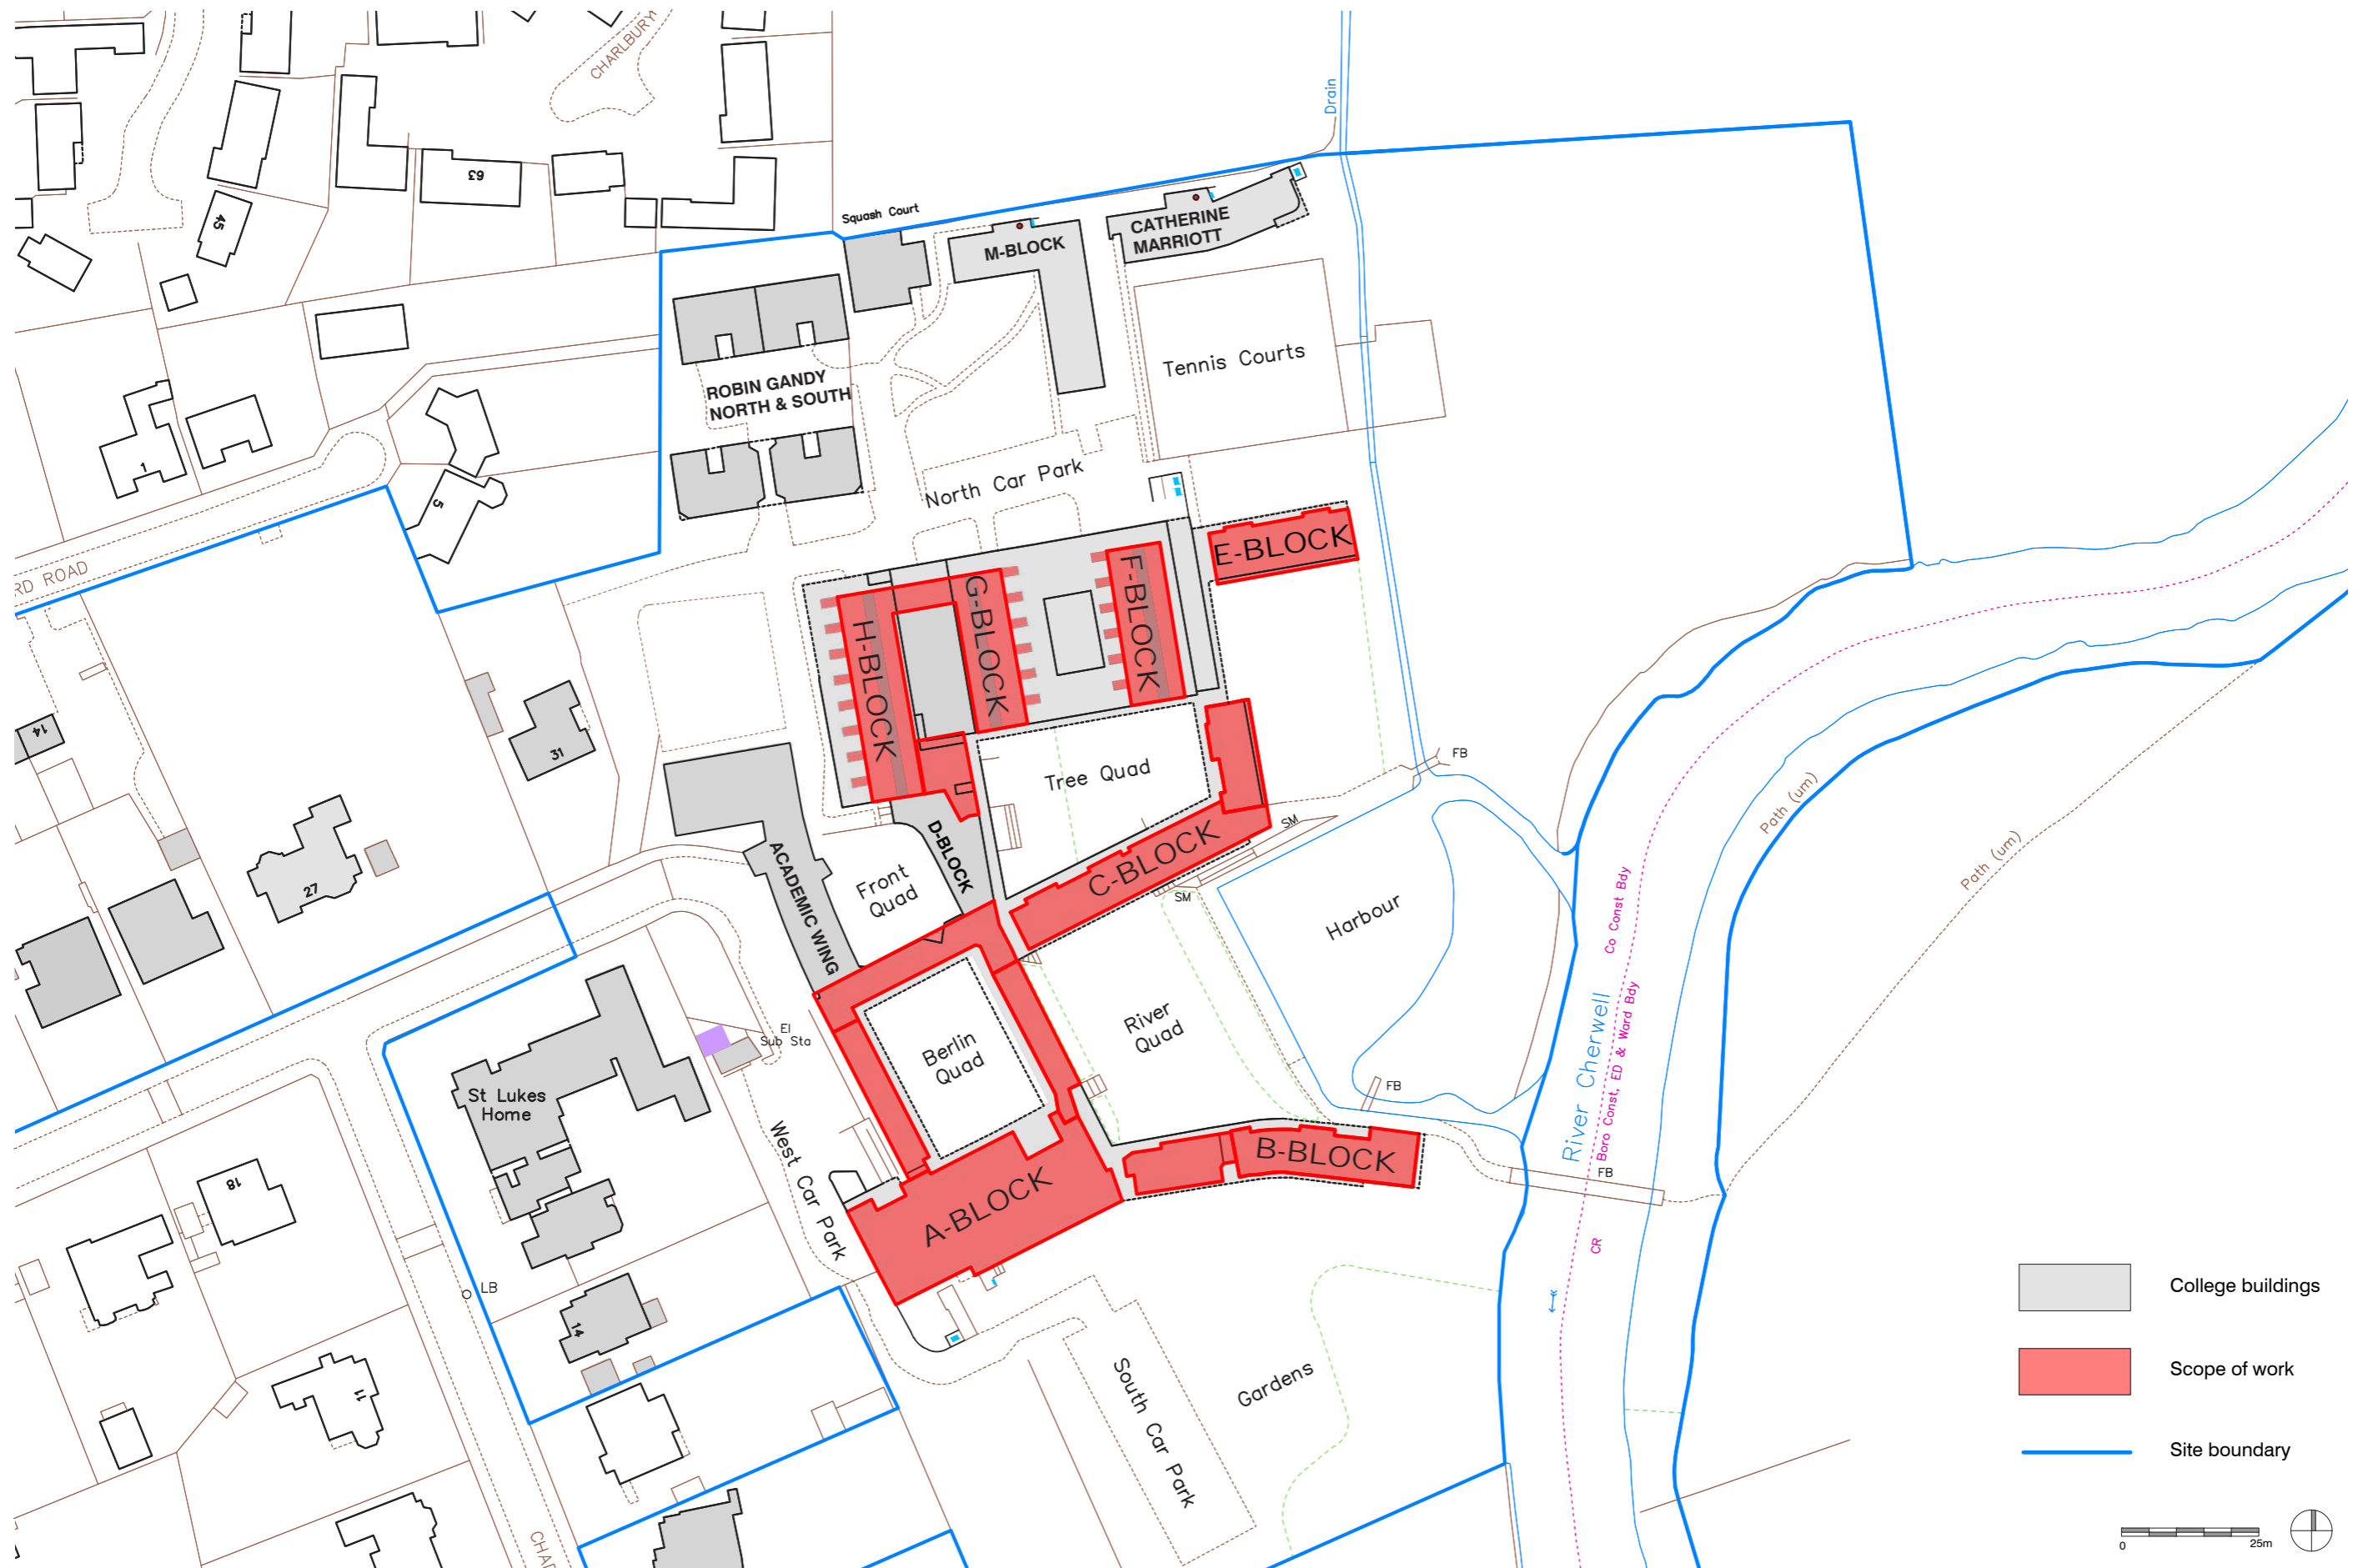 CHARLBURY
Drain
63
45
Squash Court
M-BLOCK
CATHERINE
MARRIOTT
Tennis Courts
ROBIN GANDY
NORTH & SOUTH
1
5
North Car Park
E-BLOCK
RD ROAD
H-BLOCK
G-BLOCK
F-BLOCK
14
31
Tree Quad
FB
Path (um)
D-BLOCK
C-BLOCK
SM
SM
Path (um)
27
ACADEMIC WING
Front
Quad
Harbour
Co Const Bdy
River Cherwell
Boro Const, ED & Ward Bdy
El
Sub Sta
Berlin
Quad
River
Quad
St Lukes
Home
FB
West Car Park
B-BLOCK
FB
18
A-BLOCK
CR
LB
14
11
South Car Park
Gardens
College buildings
Scope of work
Site boundary
0
25m